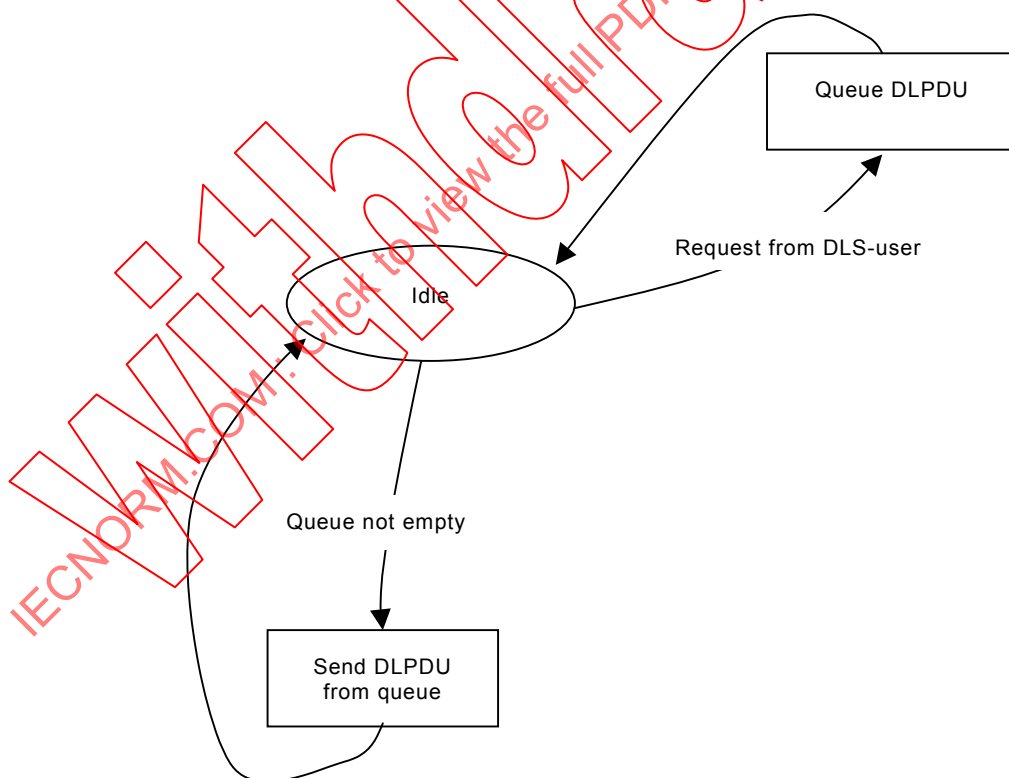 Queue DLPDU
Request from DLS-user
Idle
Queue not empty
Send DLPDU
from queue
IECNORM.COM : Click to view the full PDF